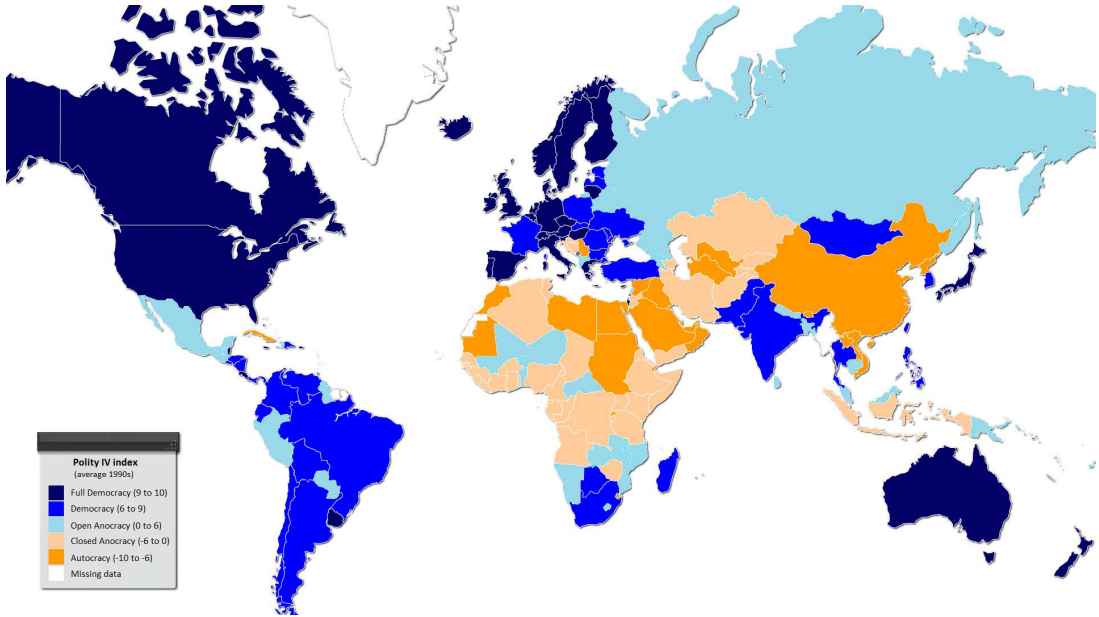 Polity IV index
(average 1990s)
Full Democracy (9 to 10)
Democracy (6 to 9)
Open Anocracy (0 to 6)
Closed Anocracy (-6 to 0)
Autocracy (-10 to -6)
Missing data